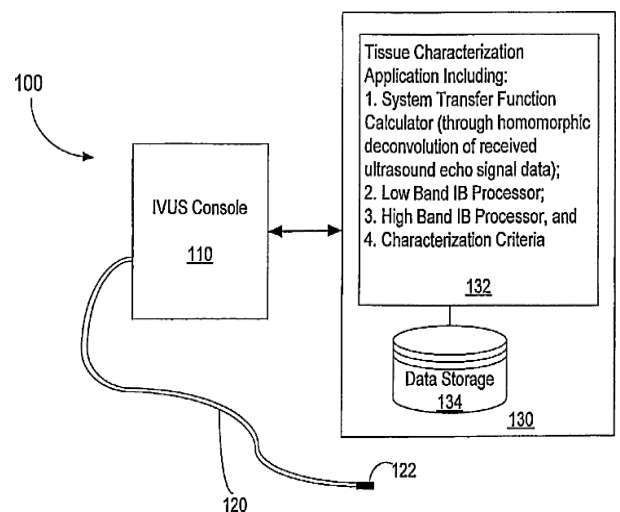 100
IVUS Console
110
Tissue Characterization
Application Including:
1. System Transfer Function
Calculator (through homomorphic
deconvolution of received
ultrasound echo signal data);
2. Low Band IB Processor;
3. High Band IB Processor, and
4. Characterization Criteria
132
Data Storage
134
130
122
120